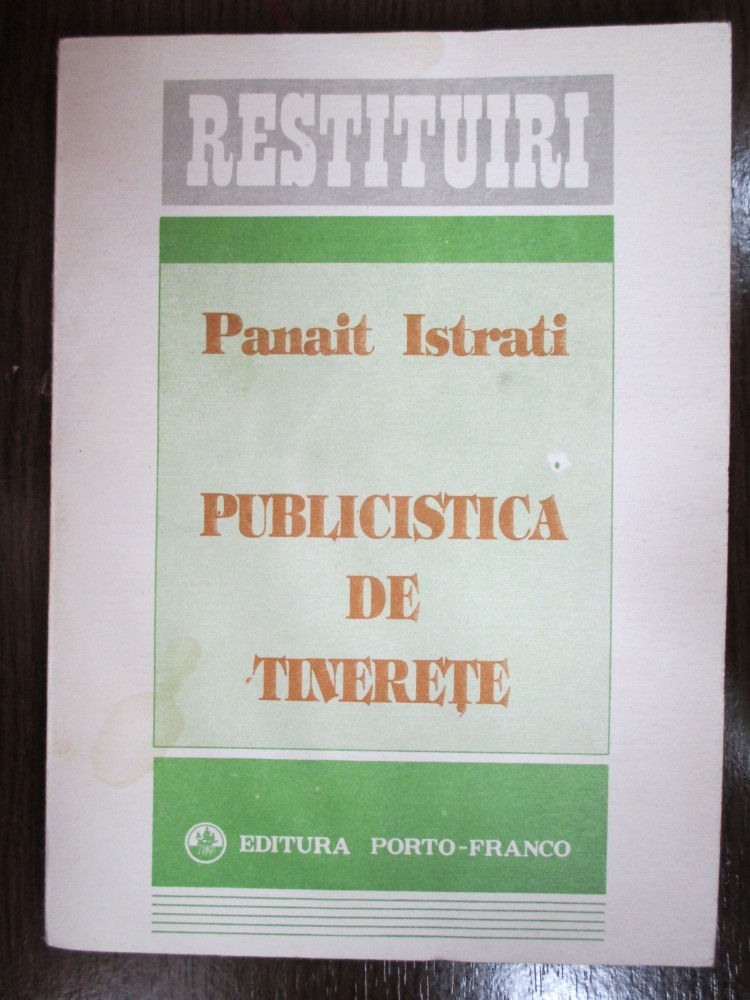 RESTITUIRI
Panait Istrati
PUBLICISTICA
DE
TINEREȚE
EDITURA PORTO-FRANCO